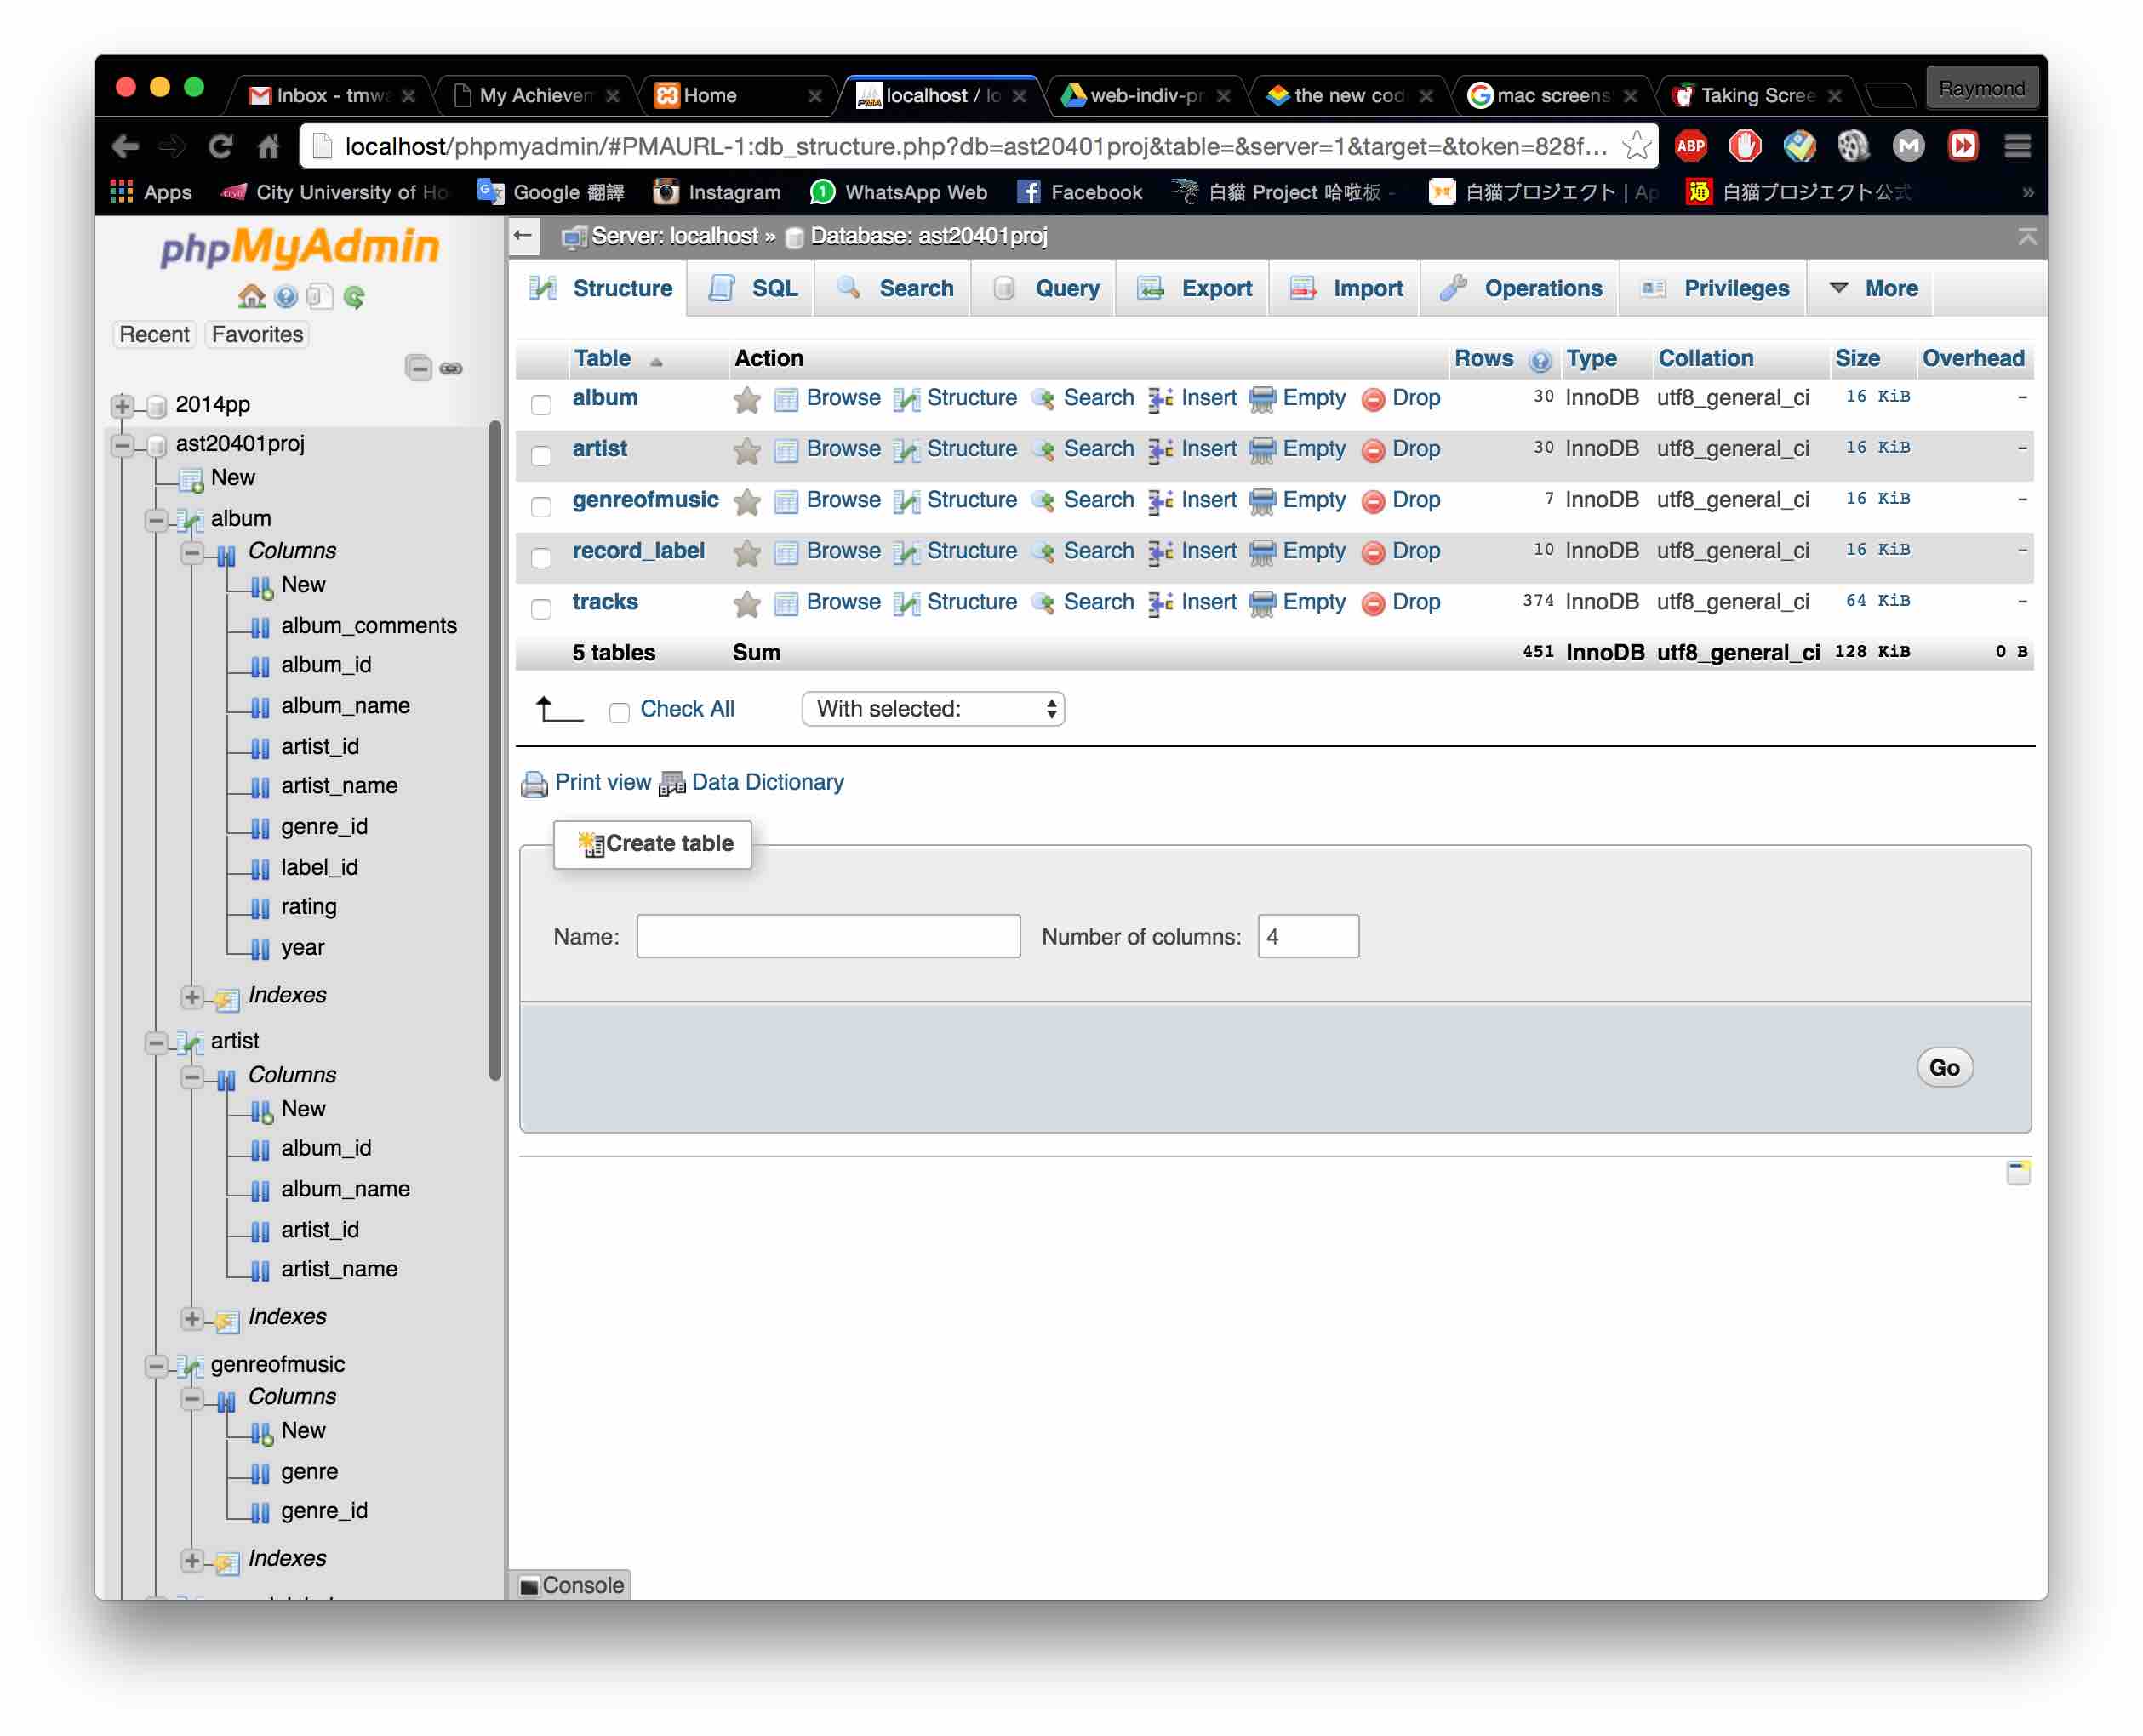 Inbox - tmw
My Achievem
Home
localhost / lo
web-indiv-pr
the new cod
mac screens
Taking Scree
Raymond
localhost/phpmyadmin/#PMAURL-1:db_structure.php?db=ast20401proj&table=&server=1&target=&token=828f...
ABP
Apps City University of Ho Google 翻譯 Instagram WhatsApp Web Facebook 白貓 Project 哈啦板 - 白猫プロジェクト | Ap 白猫プロジェクト公式 »
phpMyAdmin
Recent Favorites
2014pp
ast20401proj
New
album
Columns
New
album_comments
album_id
album_name
artist_id
artist_name
genre_id
label_id
rating
year
Indexes
artist
Columns
New
album_id
album_name
artist_id
artist_name
Indexes
genreofmusic
Columns
New
genre
genre_id
Indexes
Server: localhost » Database: ast20401proj
Structure SQL Search Query Export Import Operations Privileges More
Table Action Rows Type Collation Size Overhead
album Browse Structure Search Insert Empty Drop 30 InnoDB utf8_general_ci 16 KiB -
artist Browse Structure Search Insert Empty Drop 30 InnoDB utf8_general_ci 16 KiB -
genreofmusic Browse Structure Search Insert Empty Drop 7 InnoDB utf8_general_ci 16 KiB -
record_label Browse Structure Search Insert Empty Drop 10 InnoDB utf8_general_ci 16 KiB -
tracks Browse Structure Search Insert Empty Drop 374 InnoDB utf8_general_ci 64 KiB -
5 tables Sum 451 InnoDB utf8_general_ci 128 KiB 0 B
Check All With selected:
Print view Data Dictionary
Create table
Name: Number of columns: 4
Go
Console